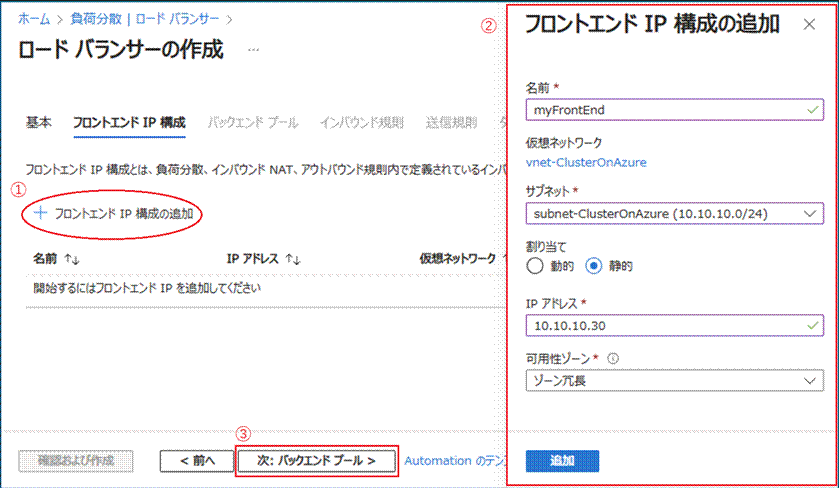 ホーム > 負荷分散 | ロード バランサー >
ロード バランサーの作成 …
基本 フロントエンド IP 構成 バックエンド プール インバウンド規則 送信規則
フロントエンド IP 構成とは、負荷分散、インバウンド NAT、アウトバウンド規則内で定義されているインバ
①
+ フロントエンド IP 構成の追加
名前 ↑↓ IP アドレス ↑↓ 仮想ネットワーク
開始するにはフロントエンド IP を追加してください
③
確認および作成 < 前へ 次: バックエンド プール > Automation のテン
②
フロントエンド IP 構成の追加 ×
名前 *
myFrontEnd
仮想ネットワーク
vnet-ClusterOnAzure
サブネット *
subnet-ClusterOnAzure (10.10.10.0/24)
割り当て
動的 静的
IP アドレス *
10.10.10.30
可用性ゾーン *
ゾーン冗長
追加